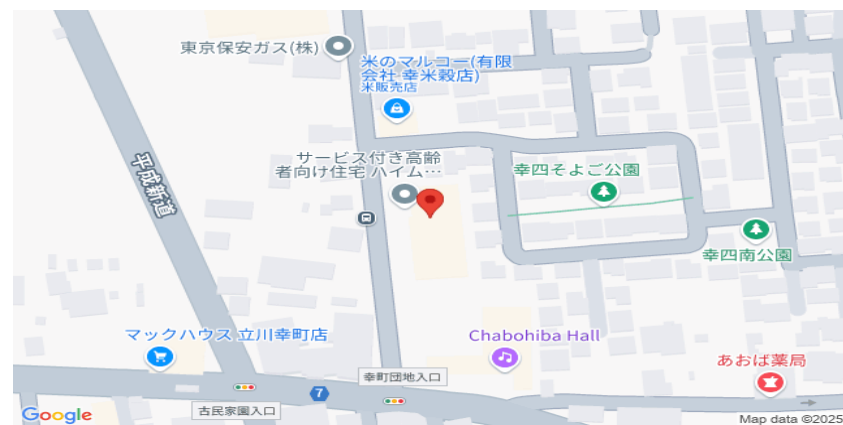 東京保安ガス(株)
米のマルコー(有限
会社 幸米穀店)
米販売店
平成新道
サービス付き高齢
者向け住宅 ハイム…
幸四そよご公園
幸四南公園
マックハウス 立川幸町店
Chabohiba Hall
あおば薬局
幸町団地入口
7
古民家園入口
Google
Map data ©2025